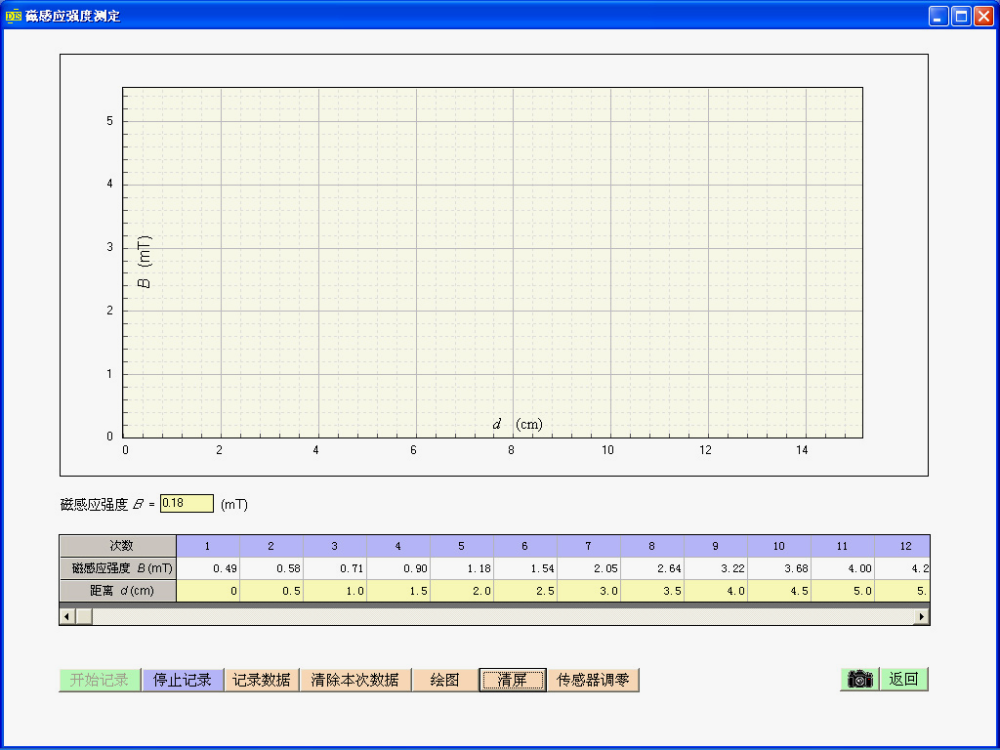 DIS 磁感应强度测定
5
4
3
B (mT)
2
1
0
d (cm)
0 2 4 6 8 10 12 14
磁感应强度 B = 0.18 (mT)
次数 1 2 3 4 5 6 7 8 9 10 11 12
磁感应强度 B (mT) 0.49 0.58 0.71 0.90 1.18 1.54 2.05 2.64 3.22 3.68 4.00 4.2
距离 d (cm) 0 0.5 1.0 1.5 2.0 2.5 3.0 3.5 4.0 4.5 5.0 5.
开始记录 停止记录 记录数据 清除本次数据 绘图 清屏 传感器调零 返回